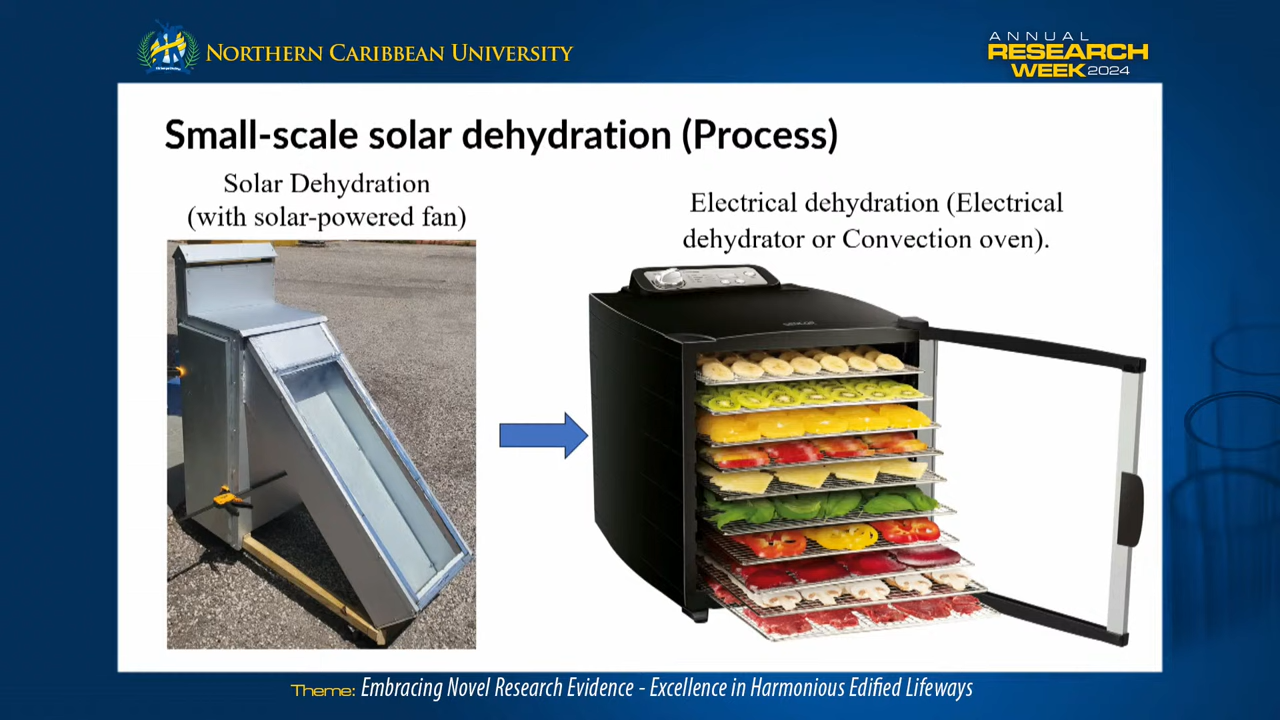 NORTHERN CARIBBEAN UNIVERSITY
ANNUAL
RESEARCH
WEEK 2024
Small-scale solar dehydration (Process)
Solar Dehydration
(with solar-powered fan)
Electrical dehydration (Electrical
dehydrator or Convection oven).
Theme: Embracing Novel Research Evidence - Excellence in Harmonious Edified Lifeways